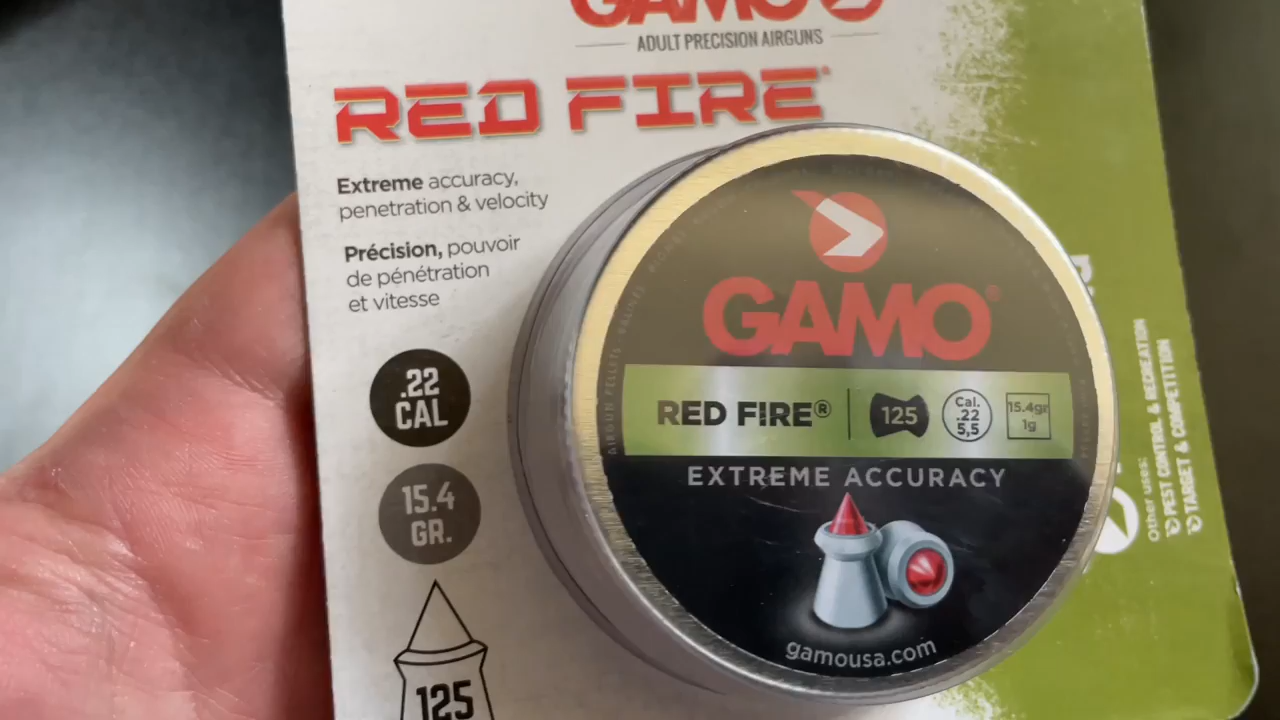 GAMO
ADULT PRECISION AIRGUNS
RED FIRE®
Extreme accuracy,
penetration & velocity
Précision, pouvoir
de pénétration
et vitesse
.22
CAL
15.4
GR.
125
GAMO®
RED FIRE®
125
Cal.
.22
5,5
15.4gr
1g
EXTREME ACCURACY
gamousa.com
Other uses:
PEST CONTROL & RECREATION
TARGET & COMPETITION